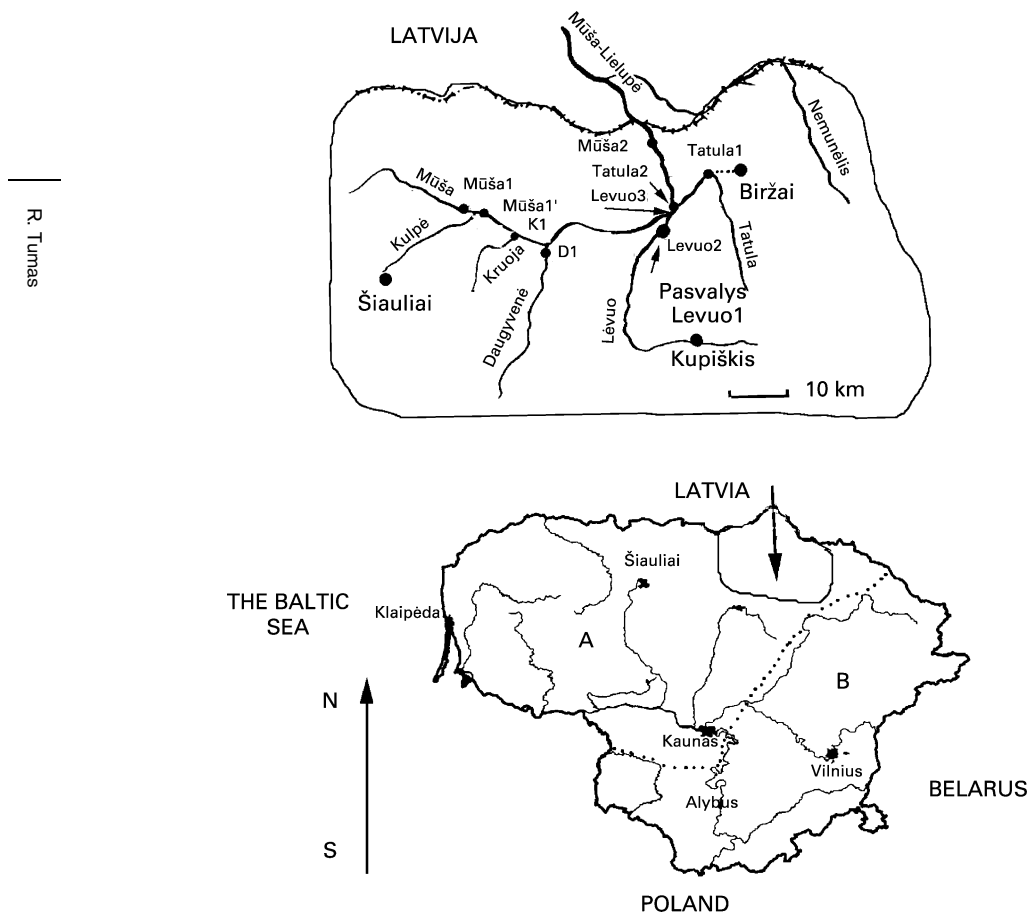 R. Tumas
LATVIJA
Mūša-Lielupė
Nemunėlis
Mūša2
Tatula1
Tatula2
Biržai
Mūša
Mūša1
Levuo3
Mūša1'
Kulpė
K1
Kruoja
D1
Levuo2
Tatula
Šiauliai
Daugyvenė
Lėvuo
Pasvalys
Levuo1
Kupiškis
10 km
LATVIA
Šiauliai
THE BALTIC
SEA
Klaipėda
A
B
N
Kaunas
Vilnius
BELARUS
Alybus
S
POLAND